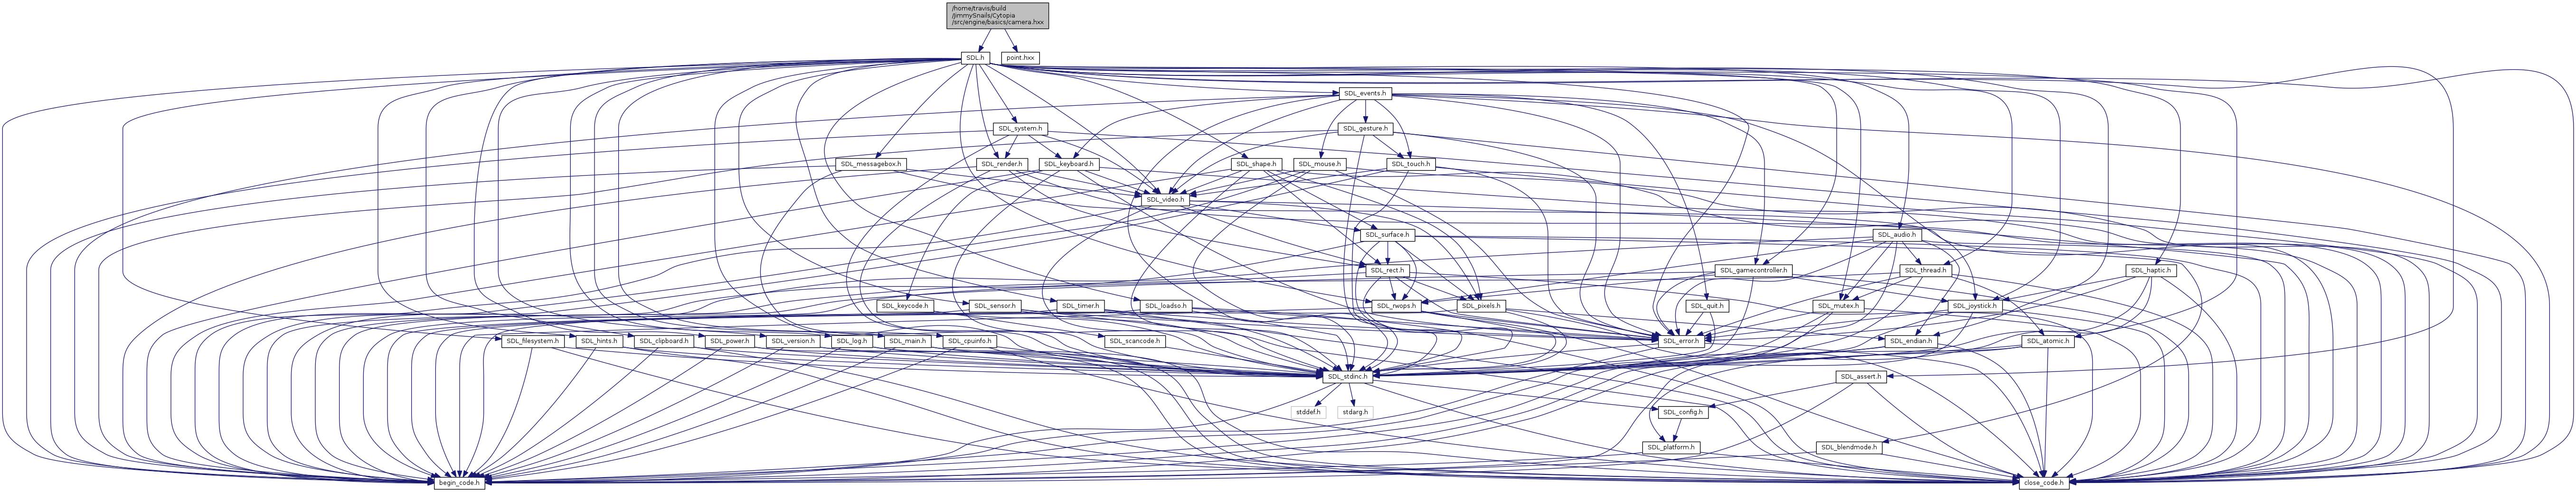 /home/travis/build
/JimmySnails/Cytopia
/src/engine/basics/camera.hxx
SDL.h
point.hxx
SDL_events.h
SDL_system.h
SDL_gesture.h
SDL_messagebox.h
SDL_render.h
SDL_keyboard.h
SDL_shape.h
SDL_mouse.h
SDL_touch.h
SDL_video.h
SDL_surface.h
SDL_audio.h
SDL_rect.h
SDL_gamecontroller.h
SDL_thread.h
SDL_haptic.h
SDL_keycode.h
SDL_sensor.h
SDL_timer.h
SDL_loadso.h
SDL_rwops.h
SDL_pixels.h
SDL_quit.h
SDL_mutex.h
SDL_joystick.h
SDL_filesystem.h
SDL_hints.h
SDL_clipboard.h
SDL_power.h
SDL_version.h
SDL_log.h
SDL_main.h
SDL_cpuinfo.h
SDL_scancode.h
SDL_error.h
SDL_endian.h
SDL_atomic.h
SDL_stdinc.h
SDL_assert.h
stddef.h
stdarg.h
SDL_config.h
SDL_platform.h
SDL_blendmode.h
begin_code.h
close_code.h